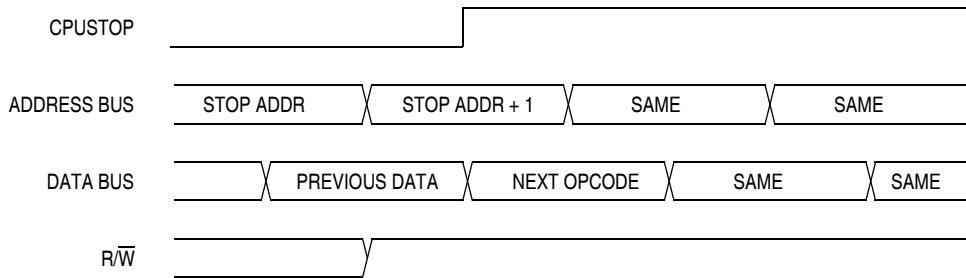 CPUSTOP
ADDRESS BUS STOP ADDR STOP ADDR + 1 SAME SAME
DATA BUS PREVIOUS DATA NEXT OPCODE SAME SAME
R/W̅